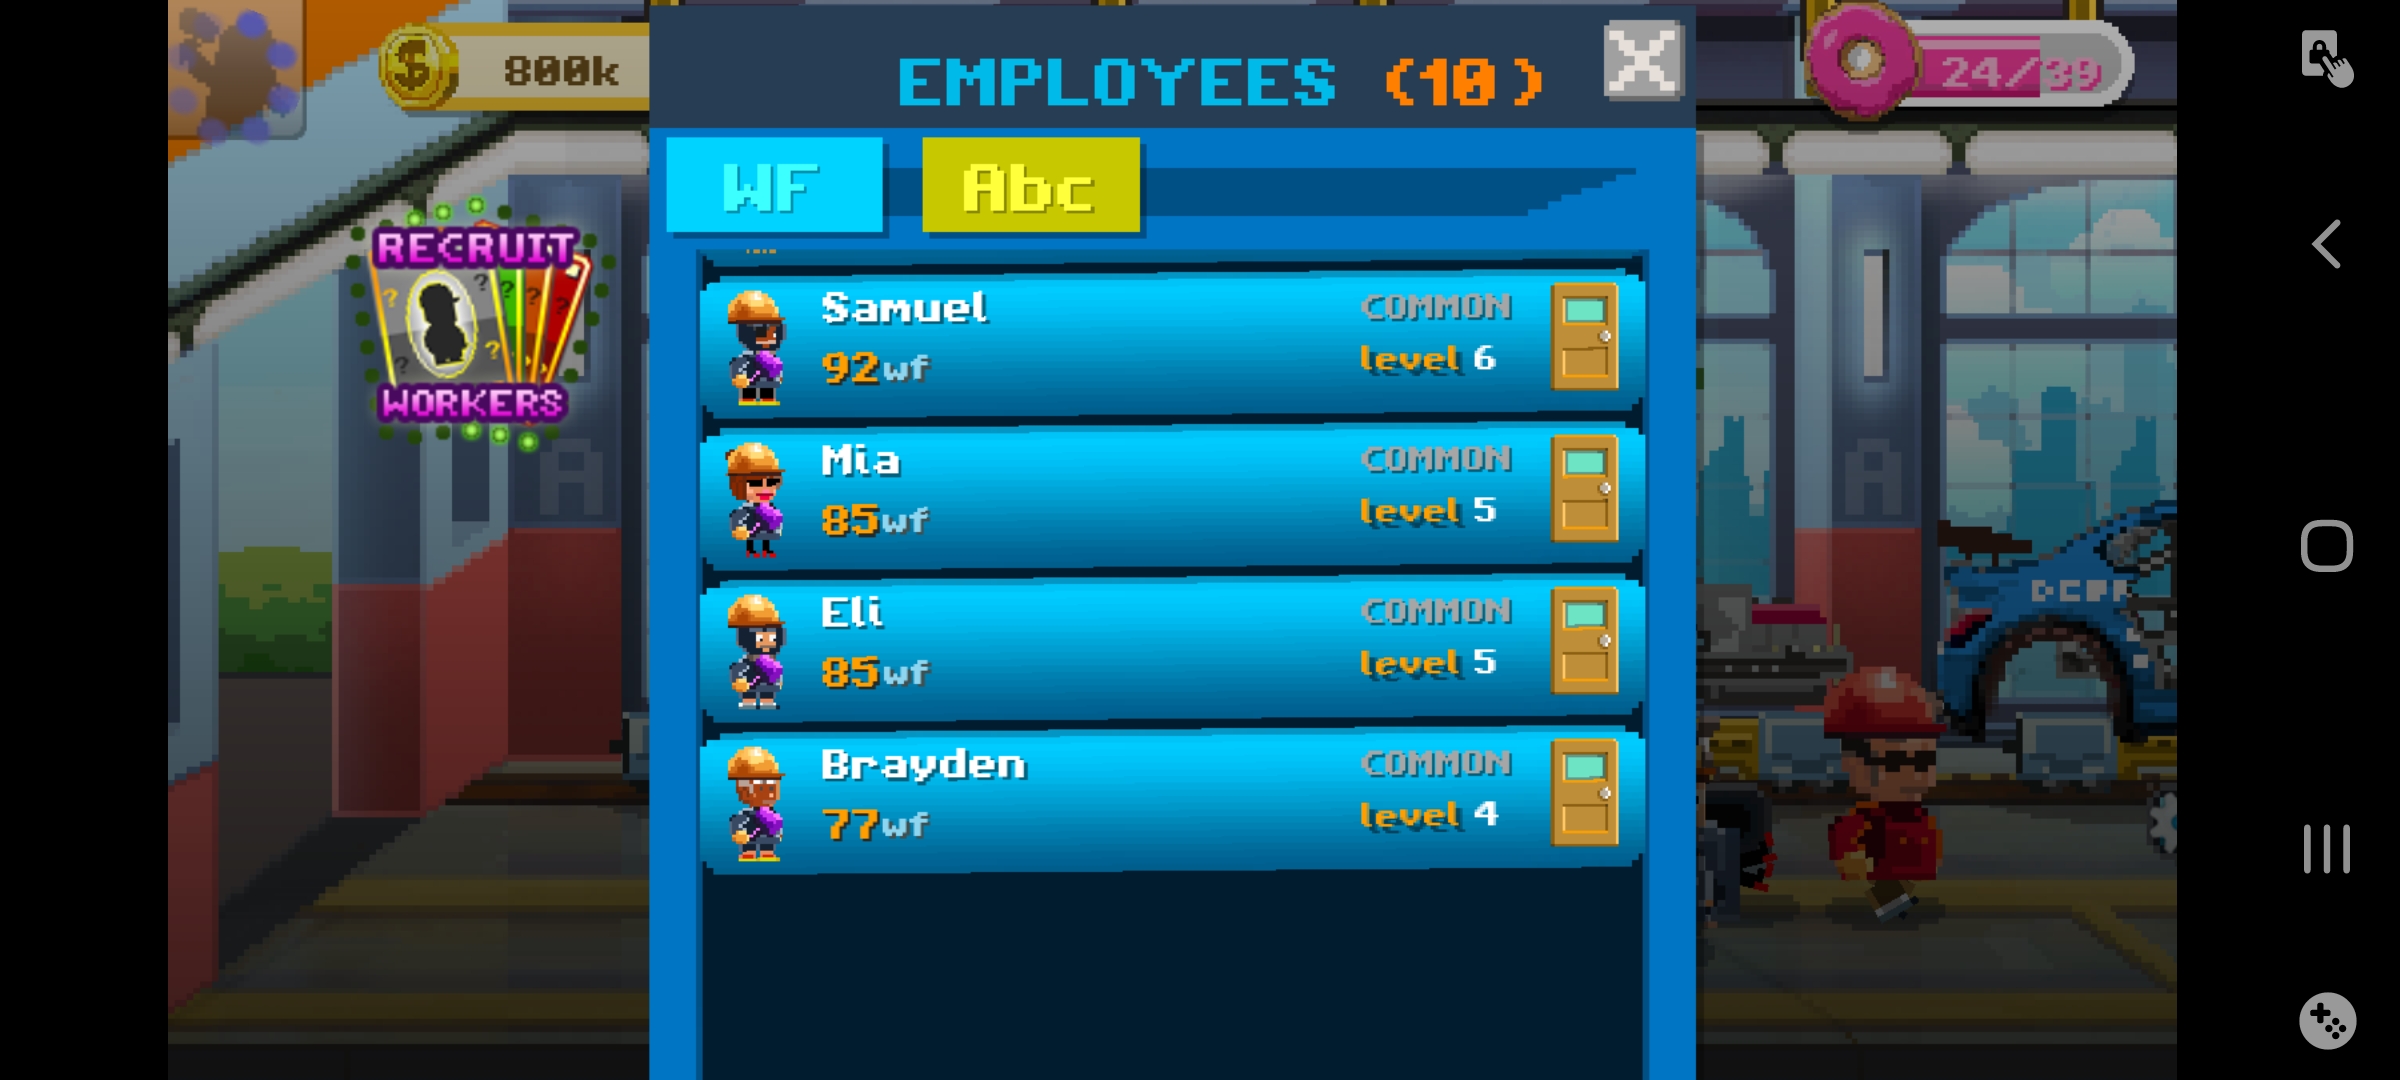 800k
EMPLOYEES (10)
24/39
WF
Abc
RECRUIT
WORKERS
Samuel
COMMON
92wf
level 6
Mia
COMMON
85wf
level 5
Eli
COMMON
85wf
level 5
Brayden
COMMON
77wf
level 4
A
A